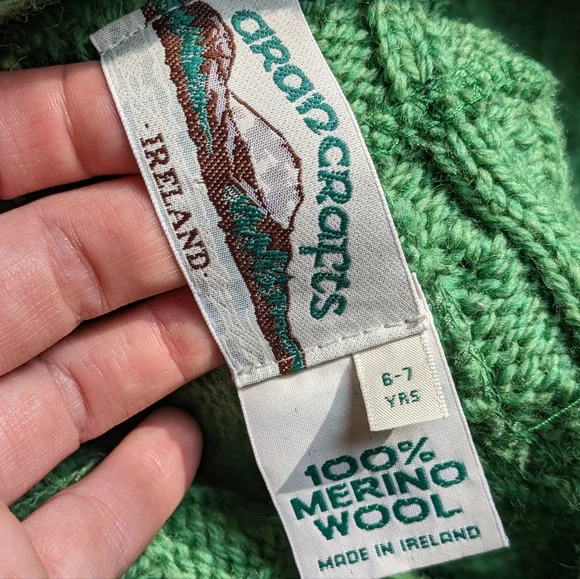 aran crafts
·IRELAND·
6-7
YRS
100%
MERINO
WOOL
MADE IN IRELAND